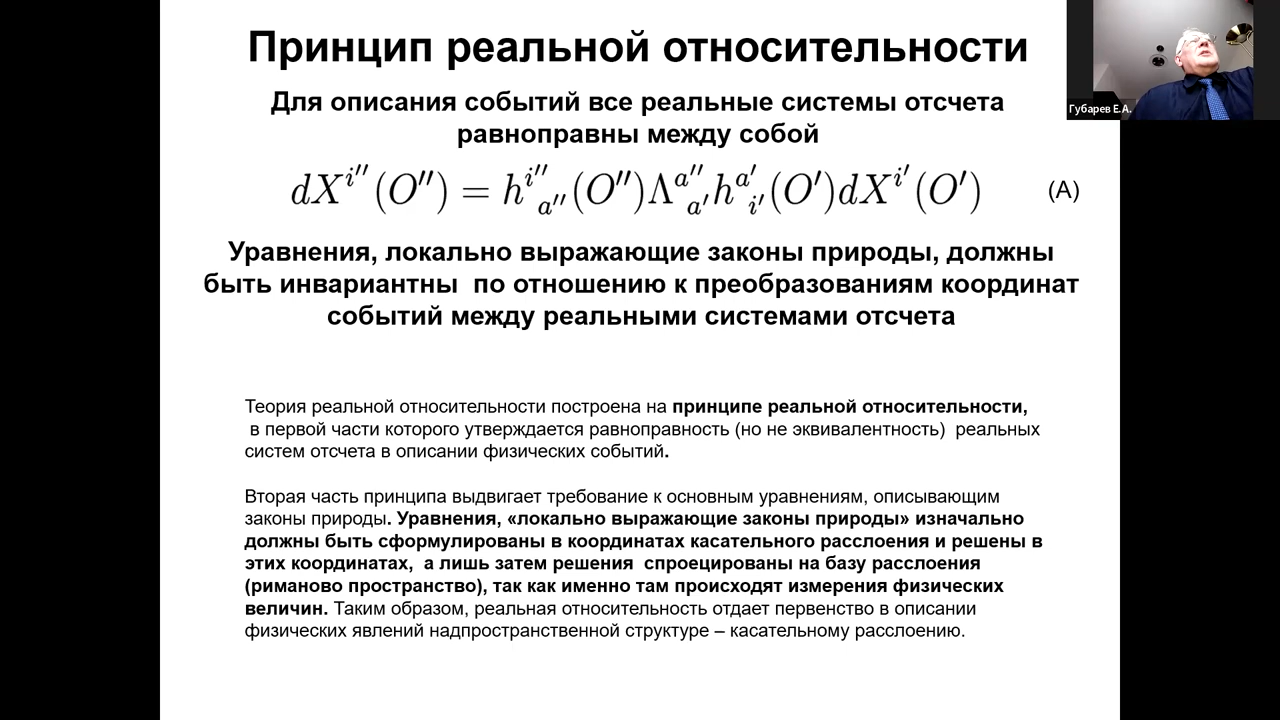 Принцип реальной относительности
Губарев Е.А.
Для описания событий все реальные системы отсчета
равноправны между собой
dX^{i''}(O'') = h^{i''}_{a''}(O'')Λ^{a''}_{a'}h^{a'}_{i'}(O')dX^{i'}(O') (A)
Уравнения, локально выражающие законы природы, должны
быть инвариантны по отношению к преобразованиям координат
событий между реальными системами отсчета
Теория реальной относительности построена на принципе реальной относительности,
в первой части которого утверждается равноправность (но не эквивалентность) реальных
систем отсчета в описании физических событий.
Вторая часть принципа выдвигает требование к основным уравнениям, описывающим
законы природы. Уравнения, «локально выражающие законы природы» изначально
должны быть сформулированы в координатах касательного расслоения и решены в
этих координатах, а лишь затем решения спроецированы на базу расслоения
(риманово пространство), так как именно там происходят измерения физических
величин. Таким образом, реальная относительность отдает первенство в описании
физических явлений надпространственной структуре – касательному расслоению.